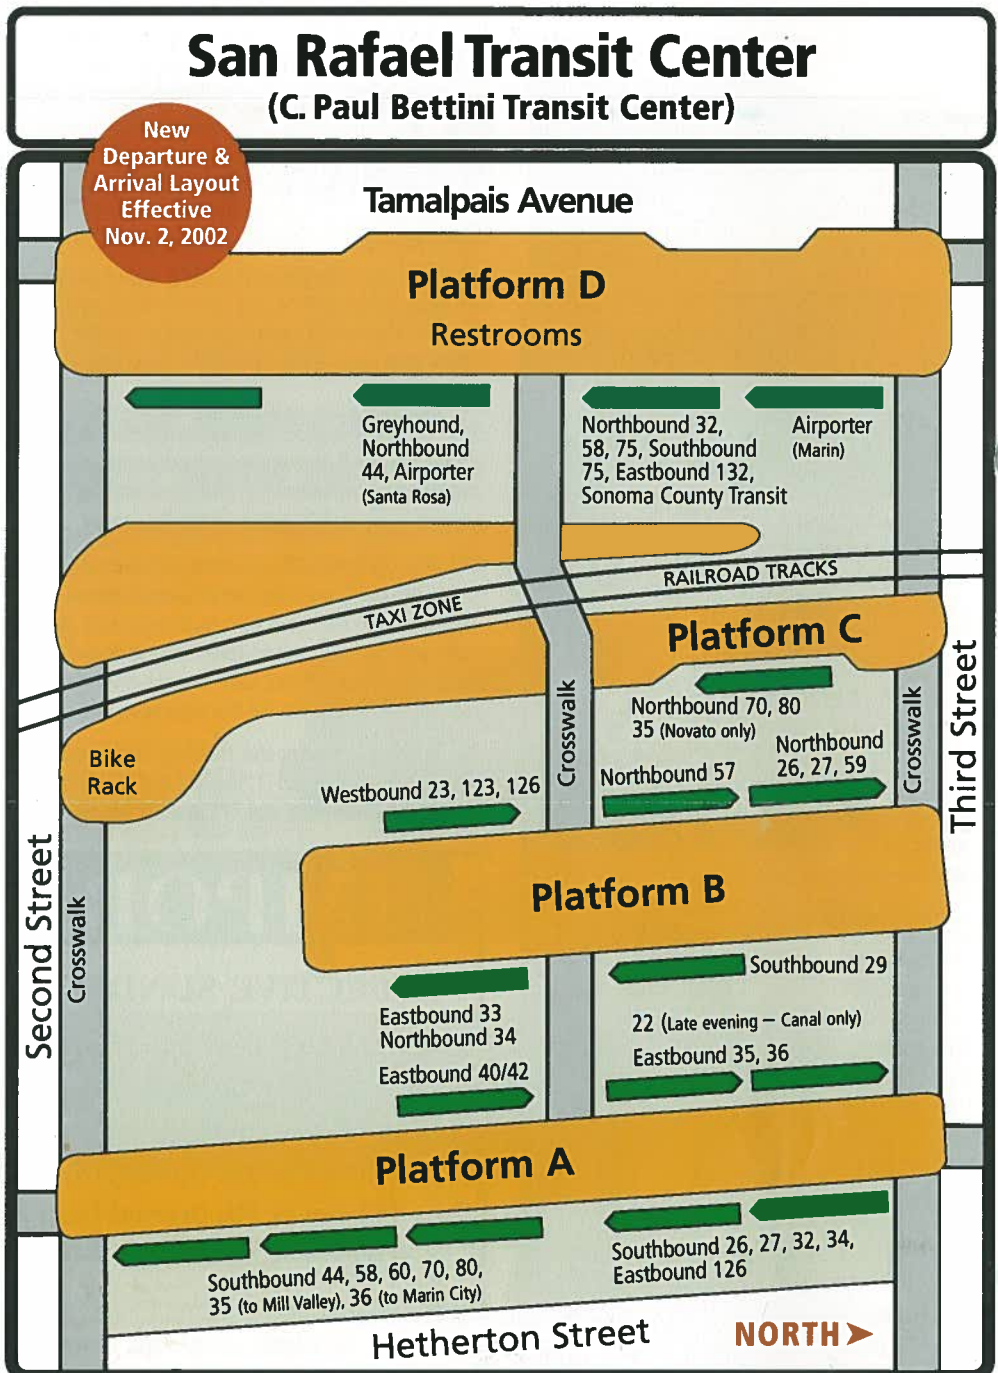 San Rafael Transit Center
(C. Paul Bettini Transit Center)
New
Departure &
Arrival Layout
Effective
Nov. 2, 2002
Tamalpais Avenue
Platform D
Restrooms
Greyhound,
Northbound
44, Airporter
(Santa Rosa)
Northbound 32,
58, 75, Southbound
75, Eastbound 132,
Sonoma County Transit
Airporter
(Marin)
RAILROAD TRACKS
TAXI ZONE
Platform C
Northbound 70, 80
35 (Novato only)
Northbound
26, 27, 59
Northbound 57
Crosswalk
Crosswalk
Third Street
Bike
Rack
Westbound 23, 123, 126
Platform B
Second Street
Crosswalk
Southbound 29
Eastbound 33
Northbound 34
22 (Late evening – Canal only)
Eastbound 35, 36
Eastbound 40/42
Platform A
Southbound 44, 58, 60, 70, 80,
35 (to Mill Valley), 36 (to Marin City)
Southbound 26, 27, 32, 34,
Eastbound 126
Hetherton Street
NORTH